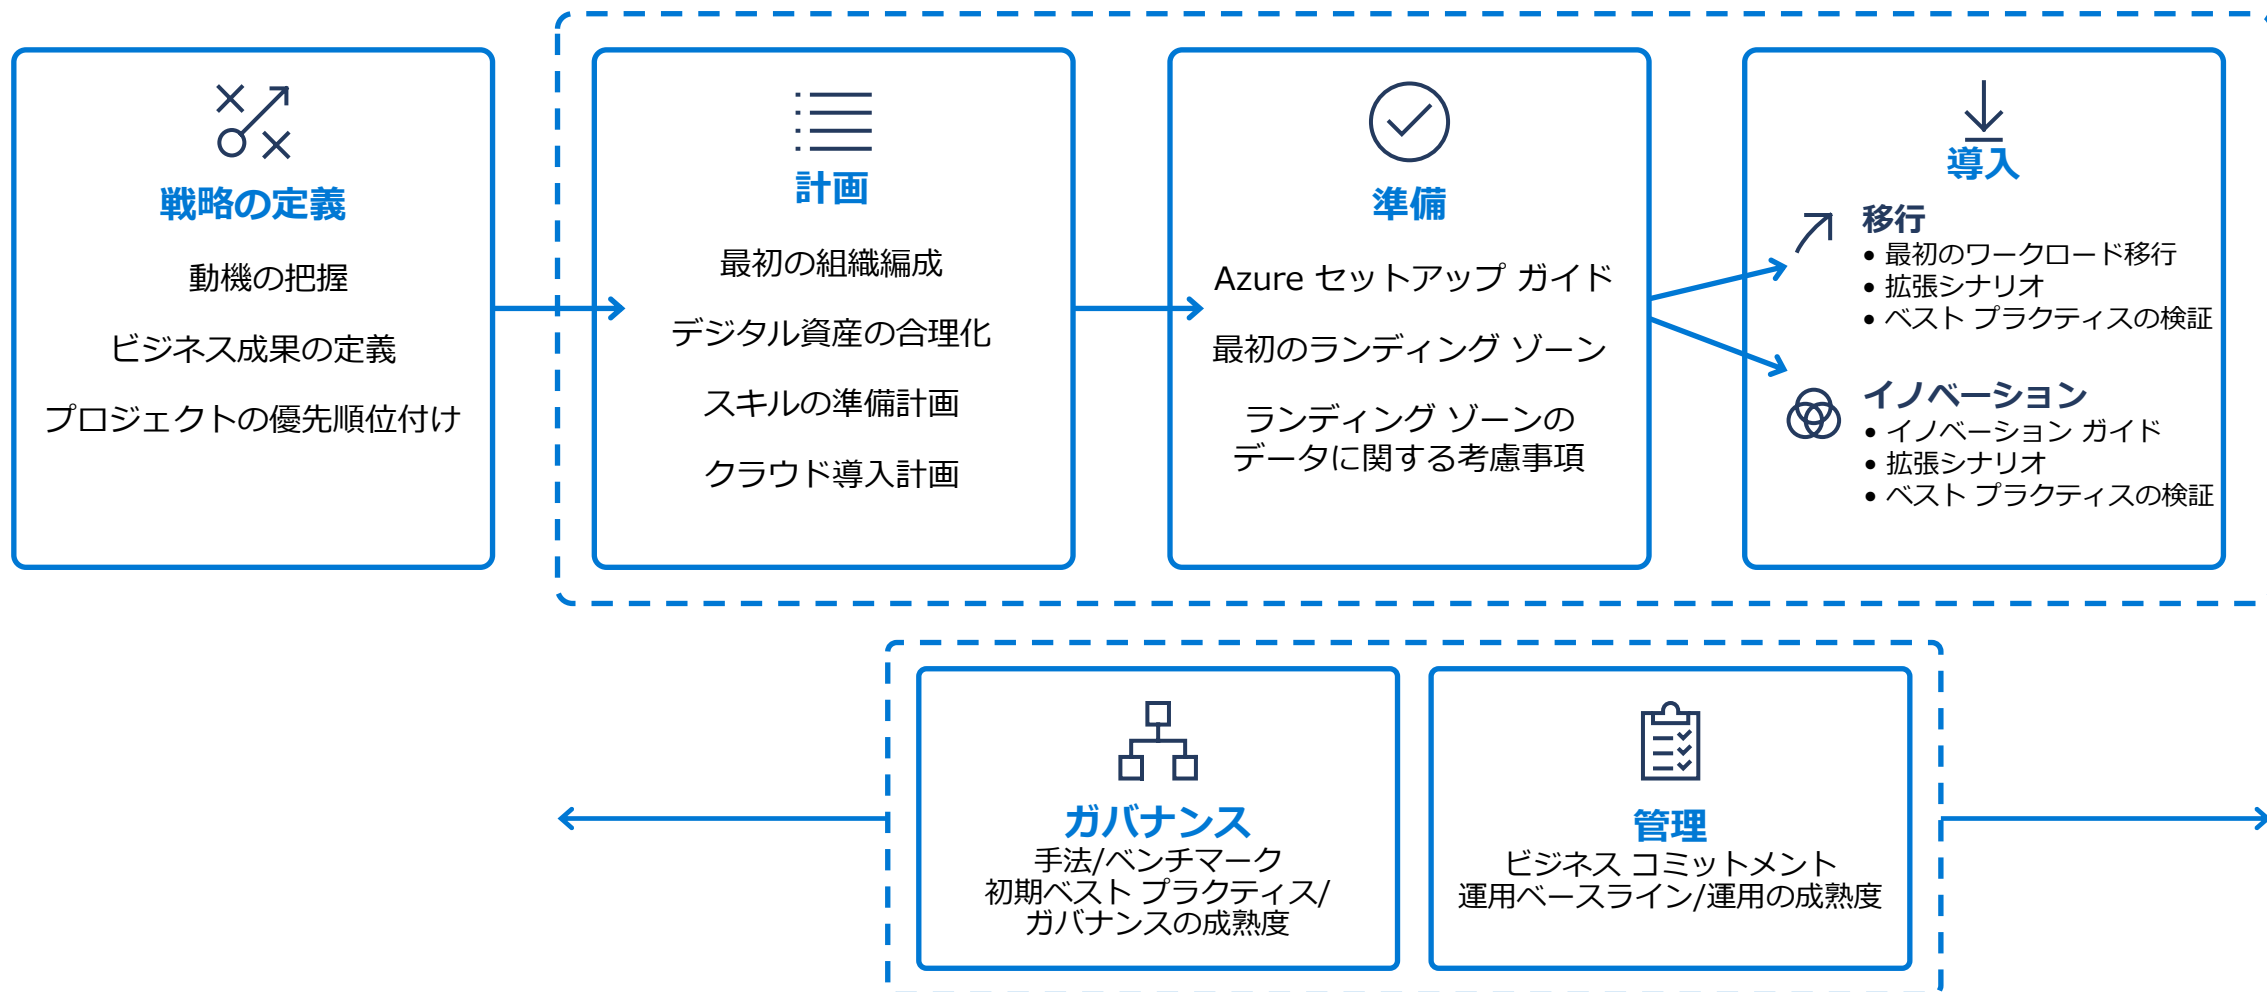 戦略の定義
動機の把握
ビジネス成果の定義
プロジェクトの優先順位付け
計画
最初の組織編成
デジタル資産の合理化
スキルの準備計画
クラウド導入計画
準備
Azure セットアップ ガイド
最初のランディング ゾーン
ランディング ゾーンの
データに関する考慮事項
導入
移行
• 最初のワークロード移行
• 拡張シナリオ
• ベスト プラクティスの検証
イノベーション
• イノベーション ガイド
• 拡張シナリオ
• ベスト プラクティスの検証
ガバナンス
手法/ベンチマーク
初期ベスト プラクティス/
ガバナンスの成熟度
管理
ビジネス コミットメント
運用ベースライン/運用の成熟度